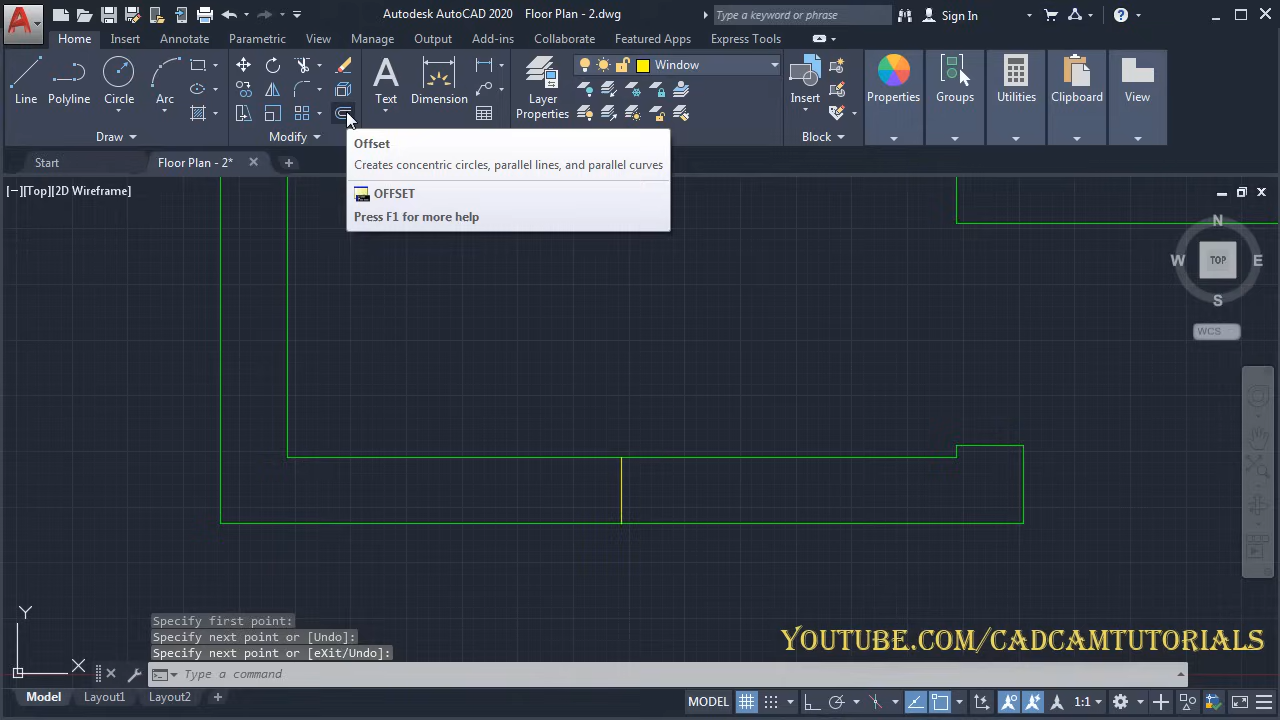 Autodesk AutoCAD 2020 Floor Plan - 2.dwg
Type a keyword or phrase
Sign In
Home Insert Annotate Parametric View Manage Output Add-ins Collaborate Featured Apps Express Tools
Window
Line Polyline Circle Arc
Text Dimension
Layer
Properties
Insert
Properties Groups Utilities Clipboard View
Draw Modify Block
Offset
Creates concentric circles, parallel lines, and parallel curves
OFFSET
Press F1 for more help
Start Floor Plan - 2*
[−][Top][2D Wireframe]
N
W TOP E
S
WCS
Y
X
Specify first point:
Specify next point or [Undo]:
Specify next point or [eXit/Undo]:
YOUTUBE.COM/CADCAMTUTORIALS
Type a command
Model Layout1 Layout2
MODEL 1:1